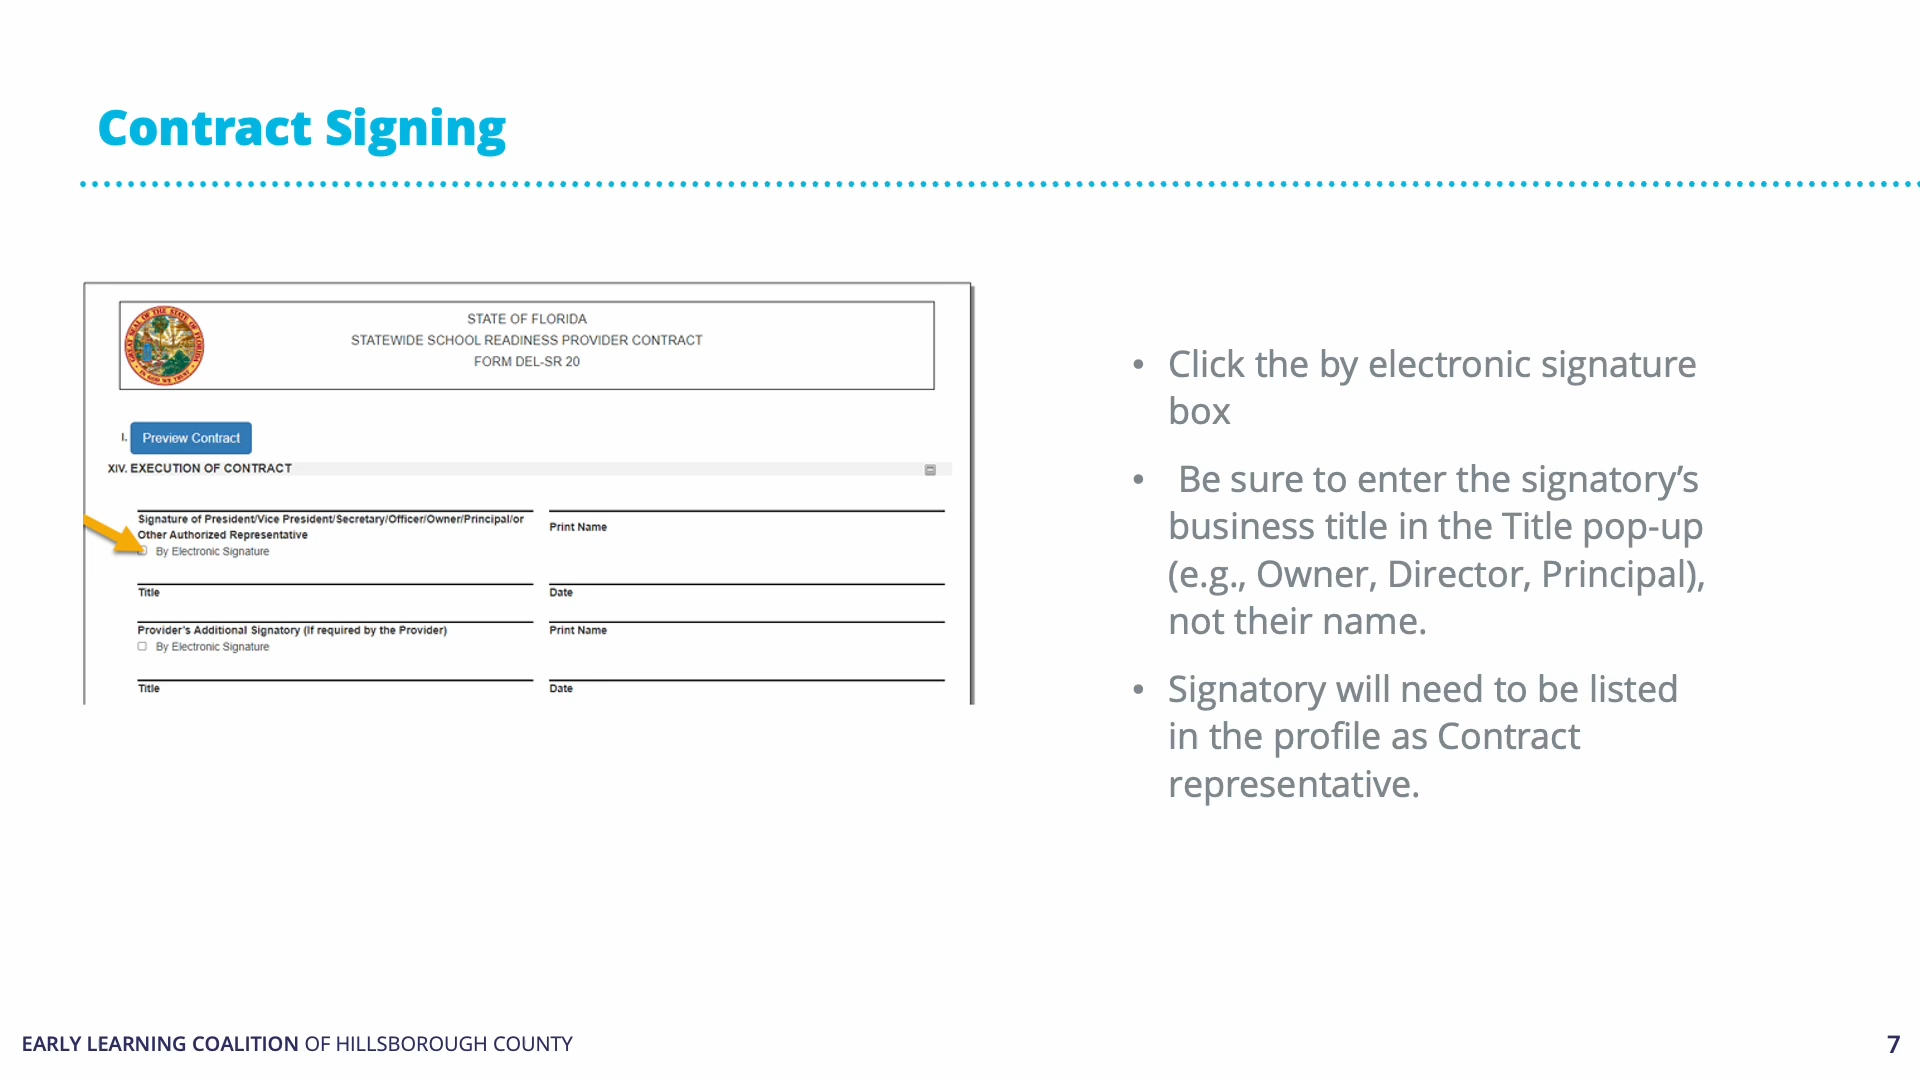 Contract Signing
STATE OF FLORIDA
STATEWIDE SCHOOL READINESS PROVIDER CONTRACT
FORM DEL-SR 20
I. Preview Contract
XIV. EXECUTION OF CONTRACT
Signature of President/Vice President/Secretary/Officer/Owner/Principal/or
Other Authorized Representative
Print Name
By Electronic Signature
Title
Date
Provider's Additional Signatory (If required by the Provider)
Print Name
By Electronic Signature
Title
Date
• Click the by electronic signature
box
• Be sure to enter the signatory’s
business title in the Title pop-up
(e.g., Owner, Director, Principal),
not their name.
• Signatory will need to be listed
in the profile as Contract
representative.
EARLY LEARNING COALITION OF HILLSBOROUGH COUNTY
7